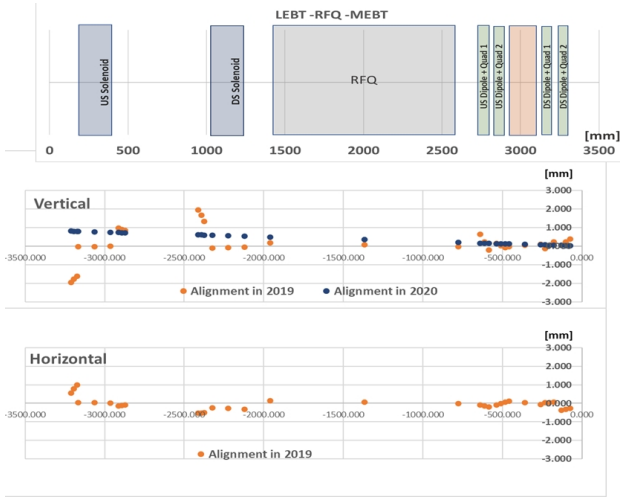 LEBT -RFQ -MEBT
US Solenoid
DS Solenoid
RFQ
US Dipole + Quad 1
US Dipole + Quad 2
DS Dipole + Quad 1
DS Dipole + Quad 2
[mm]
0 500 1000 1500 2000 2500 3000 3500
[mm]
Vertical
3.000
2.000
1.000
-3500.000 -3000.000 -2500.000 -2000.000 -1500.000 -1000.000 -500.000 0.000
-1.000
-2.000
-3.000
Alignment in 2019 Alignment in 2020
[mm]
Horizontal
3.000
2.000
1.000
-3500.000 -3000.000 -2500.000 -2000.000 -1500.000 -1000.000 -500.000 0.000
-1.000
-2.000
-3.000
Alignment in 2019